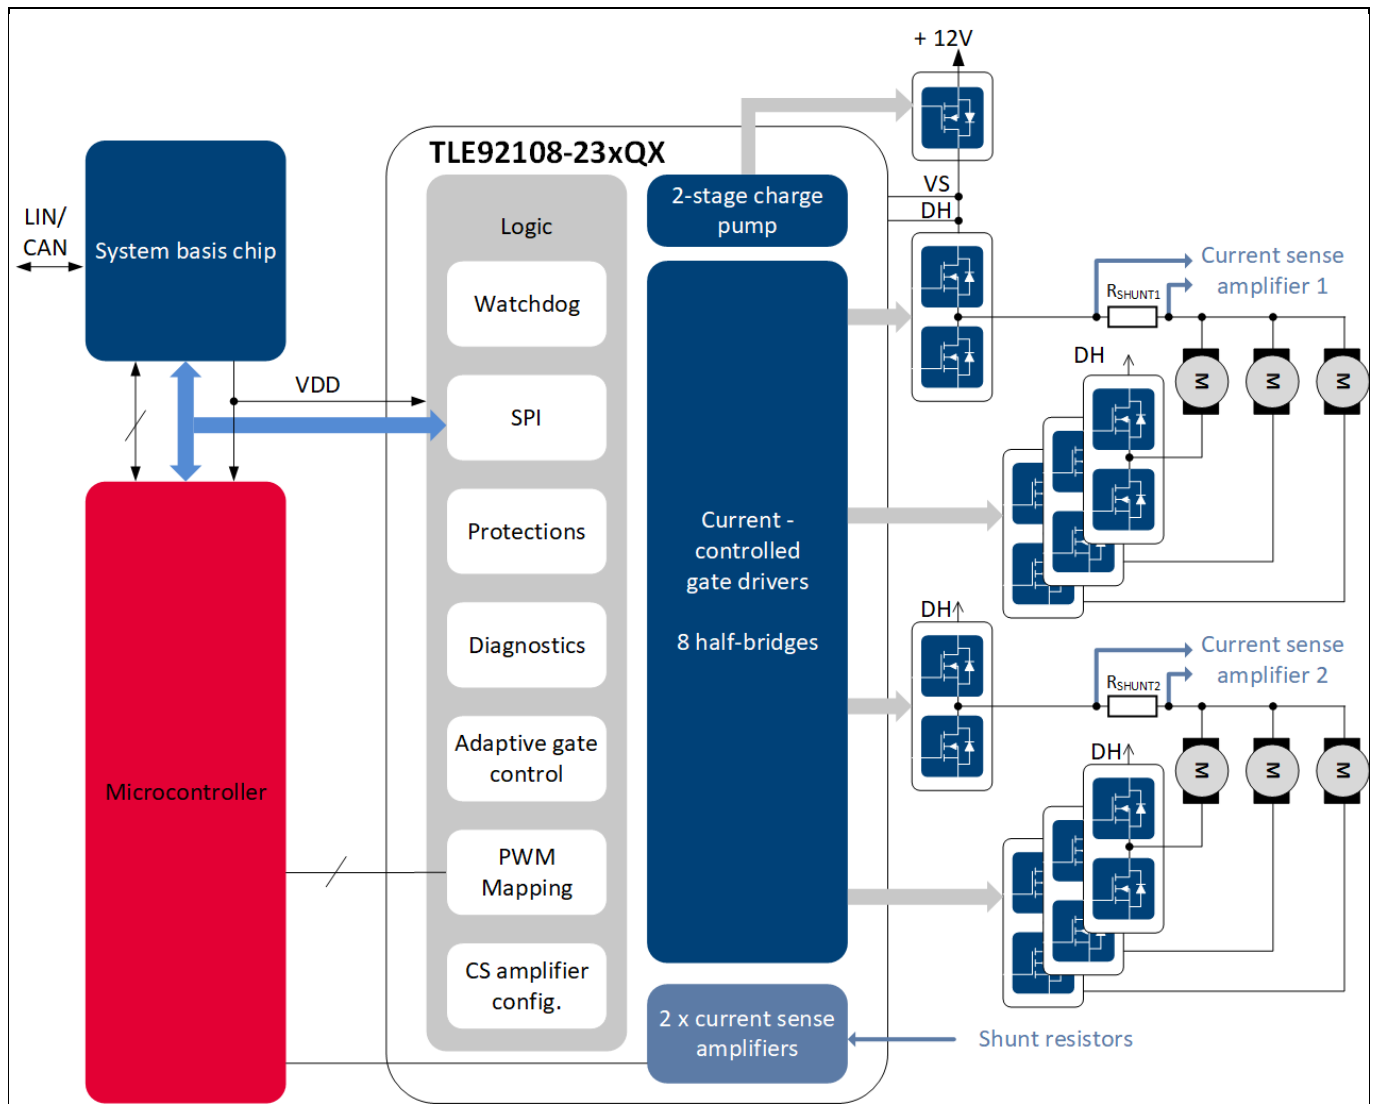 + 12V
TLE92108-23xQX
LIN/
CAN
System basis chip
VDD
Microcontroller
Logic
Watchdog
SPI
Protections
Diagnostics
Adaptive gate
control
PWM
Mapping
CS amplifier
config.
2-stage charge
pump
Current -
controlled
gate drivers
8 half-bridges
2 x current sense
amplifiers
VS
DH
Current sense
amplifier 1
RSHUNT1
DH
M
M
M
DH
Current sense
amplifier 2
RSHUNT2
DH
M
M
M
Shunt resistors